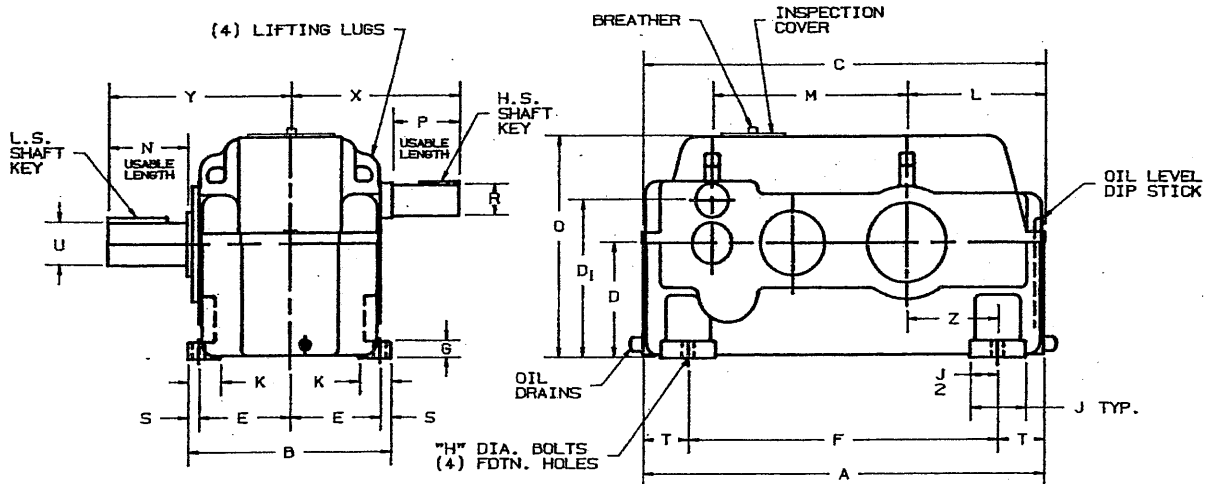 (4) LIFTING LUGS
BREATHER
INSPECTION
COVER
C
Y
X
M
L
P
H.S.
SHAFT
KEY
L.S.
SHAFT
KEY
N
USABLE
LENGTH
USABLE
LENGTH
R
U
O
D1
D
OIL LEVEL
DIP STICK
Z
G
K
K
OIL
DRAINS
J
2
J TYP.
S
E
E
S
B
T
F
T
"H" DIA. BOLTS
(4) FDTN. HOLES
A